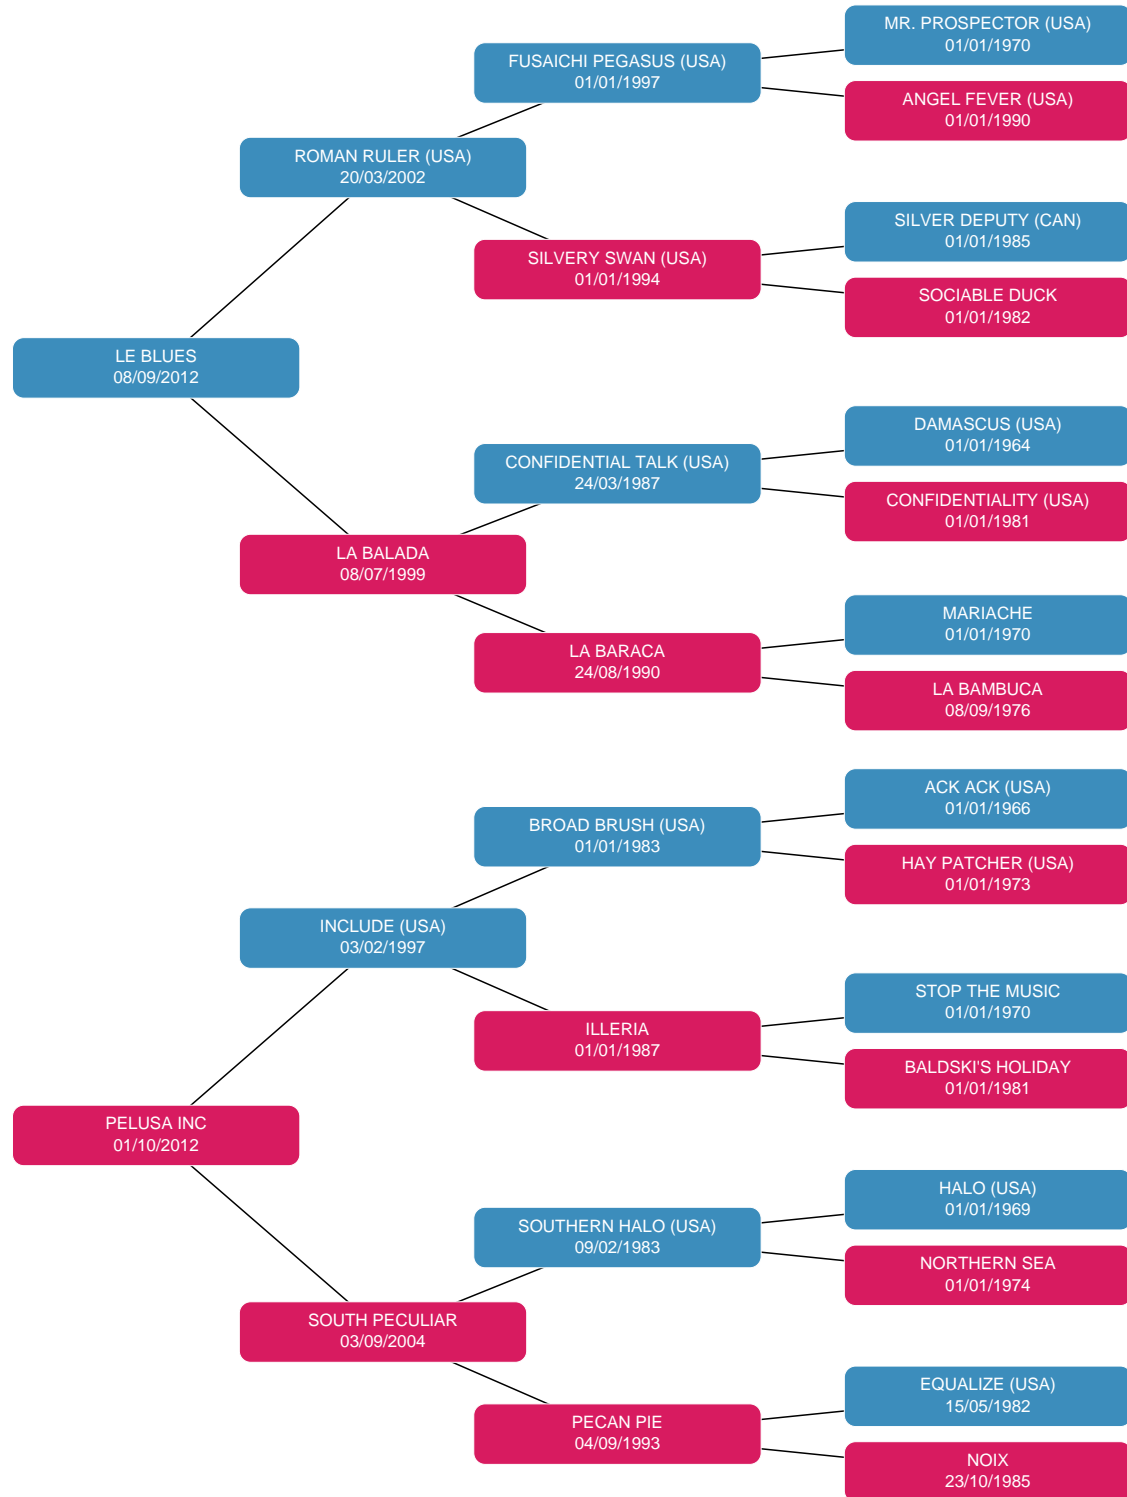 MR. PROSPECTOR (USA)
01/01/1970
FUSAICHI PEGASUS (USA)
01/01/1997
ANGEL FEVER (USA)
01/01/1990
ROMAN RULER (USA)
20/03/2002
SILVER DEPUTY (CAN)
01/01/1985
SILVERY SWAN (USA)
01/01/1994
SOCIABLE DUCK
01/01/1982
LE BLUES
08/09/2012
DAMASCUS (USA)
01/01/1964
CONFIDENTIAL TALK (USA)
24/03/1987
CONFIDENTIALITY (USA)
01/01/1981
LA BALADA
08/07/1999
MARIACHE
01/01/1970
LA BARACA
24/08/1990
LA BAMBUCA
08/09/1976
ACK ACK (USA)
01/01/1966
BROAD BRUSH (USA)
01/01/1983
HAY PATCHER (USA)
01/01/1973
INCLUDE (USA)
03/02/1997
STOP THE MUSIC
01/01/1970
ILLERIA
01/01/1987
BALDSKI'S HOLIDAY
01/01/1981
PELUSA INC
01/10/2012
HALO (USA)
01/01/1969
SOUTHERN HALO (USA)
09/02/1983
NORTHERN SEA
01/01/1974
SOUTH PECULIAR
03/09/2004
EQUALIZE (USA)
15/05/1982
PECAN PIE
04/09/1993
NOIX
23/10/1985